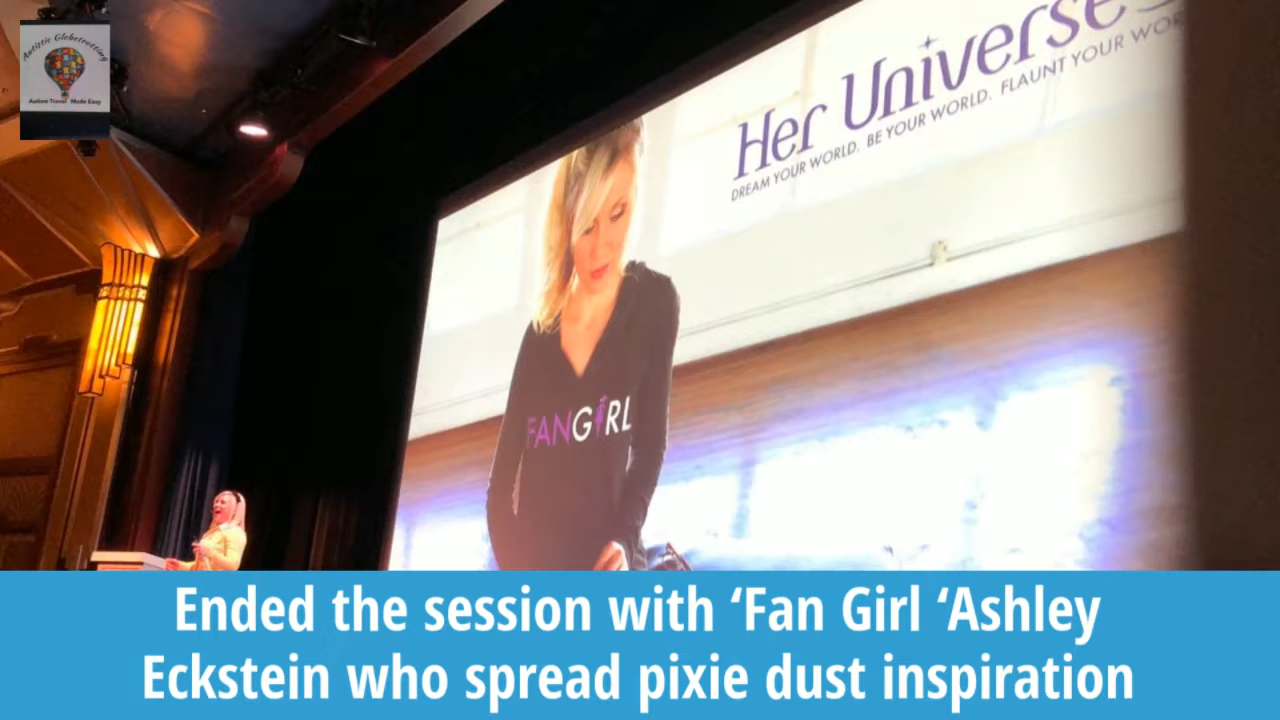 Autistic Globetrotting
Autism Travel Made Easy
Her Universe
DREAM YOUR WORLD. BE YOUR WORLD. FLAUNT YOUR
FANGIRL
Ended the session with ‘Fan Girl ‘Ashley
Eckstein who spread pixie dust inspiration